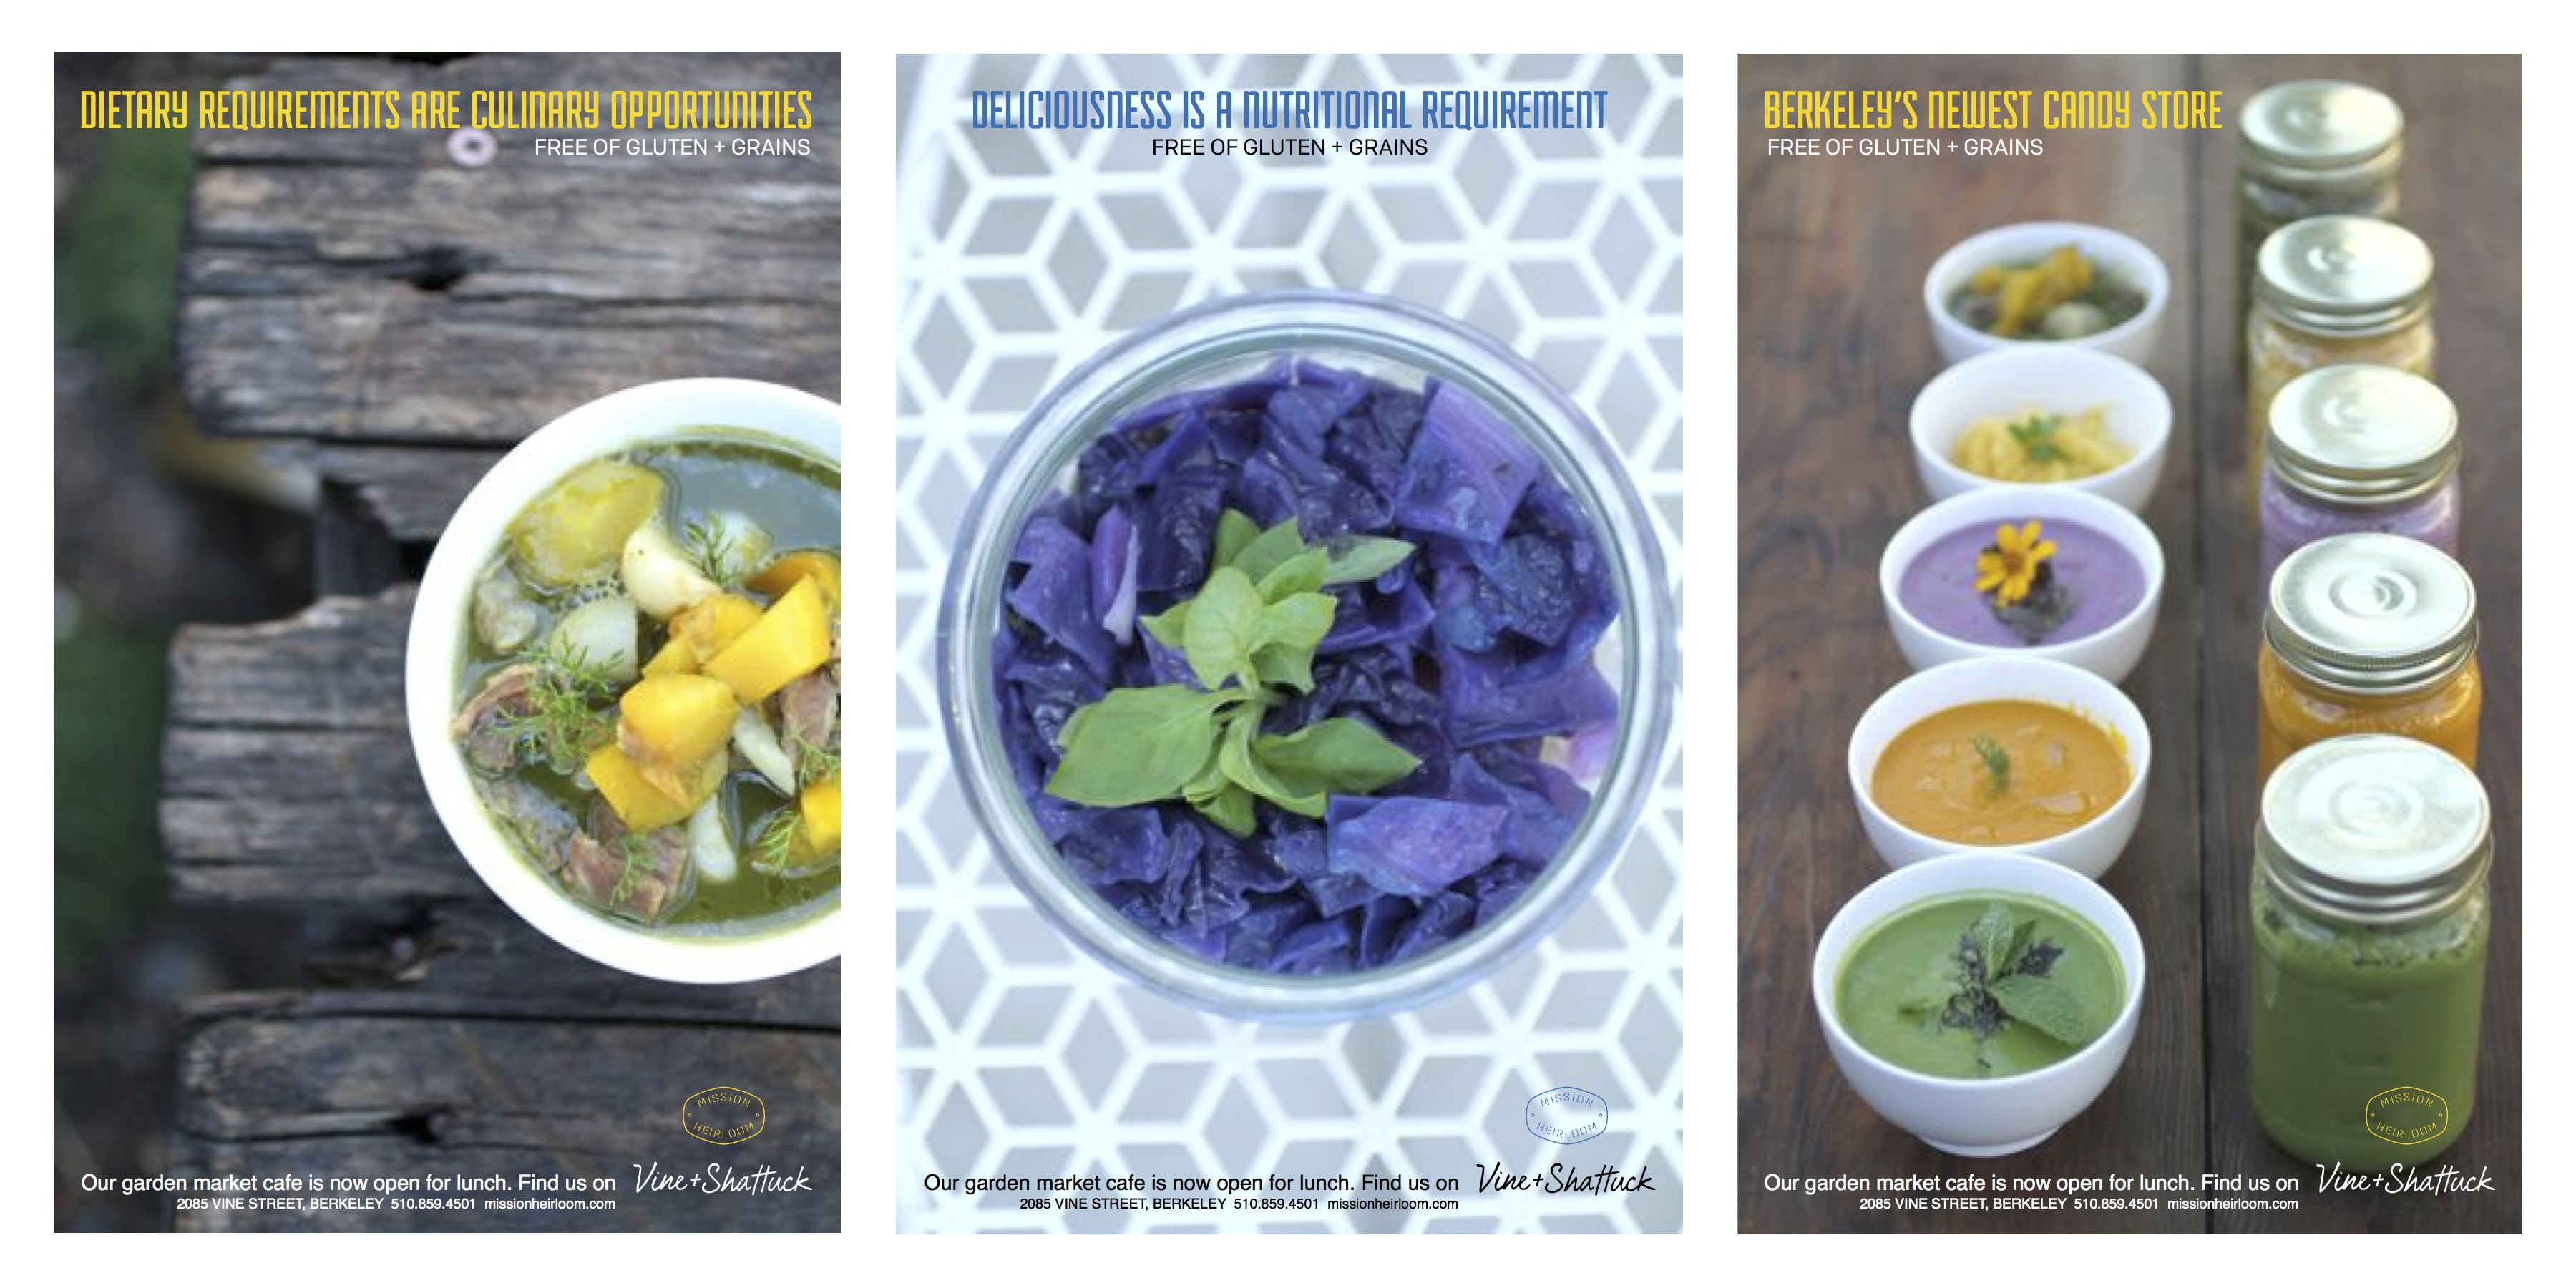 DIETARY REQUIREMENTS ARE CULINARY OPPORTUNITIES
FREE OF GLUTEN + GRAINS
MISSION
HEIRLOOM
Our garden market cafe is now open for lunch. Find us on Vine+Shattuck
2085 VINE STREET, BERKELEY 510.859.4501 missionheirloom.com
DELICIOUSNESS IS A NUTRITIONAL REQUIREMENT
FREE OF GLUTEN + GRAINS
MISSION
HEIRLOOM
Our garden market cafe is now open for lunch. Find us on Vine+Shattuck
2085 VINE STREET, BERKELEY 510.859.4501 missionheirloom.com
BERKELEY'S NEWEST CANDY STORE
FREE OF GLUTEN + GRAINS
MISSION
HEIRLOOM
Our garden market cafe is now open for lunch. Find us on Vine+Shattuck
2085 VINE STREET, BERKELEY 510.859.4501 missionheirloom.com